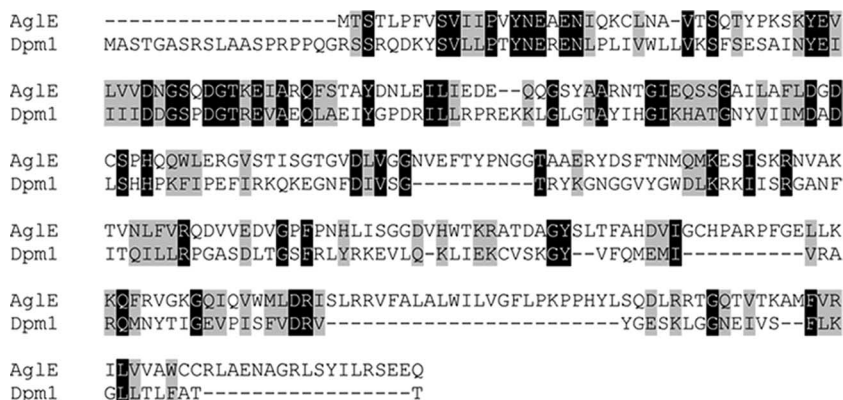 AglE -------------------MTSTLPFVSVIIPVYNEAENIQKCLNA-VTSQTYPKSKYEV
Dpm1 MASTGASRSLAASPRPPQGRSSRQDKYSVLLPTYNERENLPLIVWLLVKSFSESAINYEI
AglE LVVDNGSQDGTKEIARQFSTAYDNLEILIEDE--QQGSYAARNTGIEQSSGAILAFLDGD
Dpm1 IIIDDGSPDGTREVAEQLAEIYGPDRILLRPREKKLGLGTAYIHGIKHATGNYVIIMDAD
AglE CSPHQQWLERGVSTISGTGVDLVGGNVEFTYPNGGTAAERYDSFTNMQMKESISKRNVAK
Dpm1 LSHHPKFIPEFIRKQKEGNFDIVSG----------TRYKGNGGVYGWDLKRKIISRGANF
AglE TVNLFVRQDVVEDVGPFPNHLISGGDVHWTKRATDAGYSLTFAHDVIGCHPARPFGELLK
Dpm1 ITQILLRPGASDLTGSFRLYRKEVLQ-KLIEKCVSKGY--VFQMEMI----------VRA
AglE KQFRVGKGQIQVWMLDRISLRRVFALALWILVGFLPKPPHYLSQDLRRTGQTVTKAMFVR
Dpm1 RQMNYTIGEVPISFVDRV------------------------YGESKLGGNEIVS--FLK
AglE ILVVAWCCRLAENAGRLSYILRSEEQ
Dpm1 GLLTLFAT-----------------T